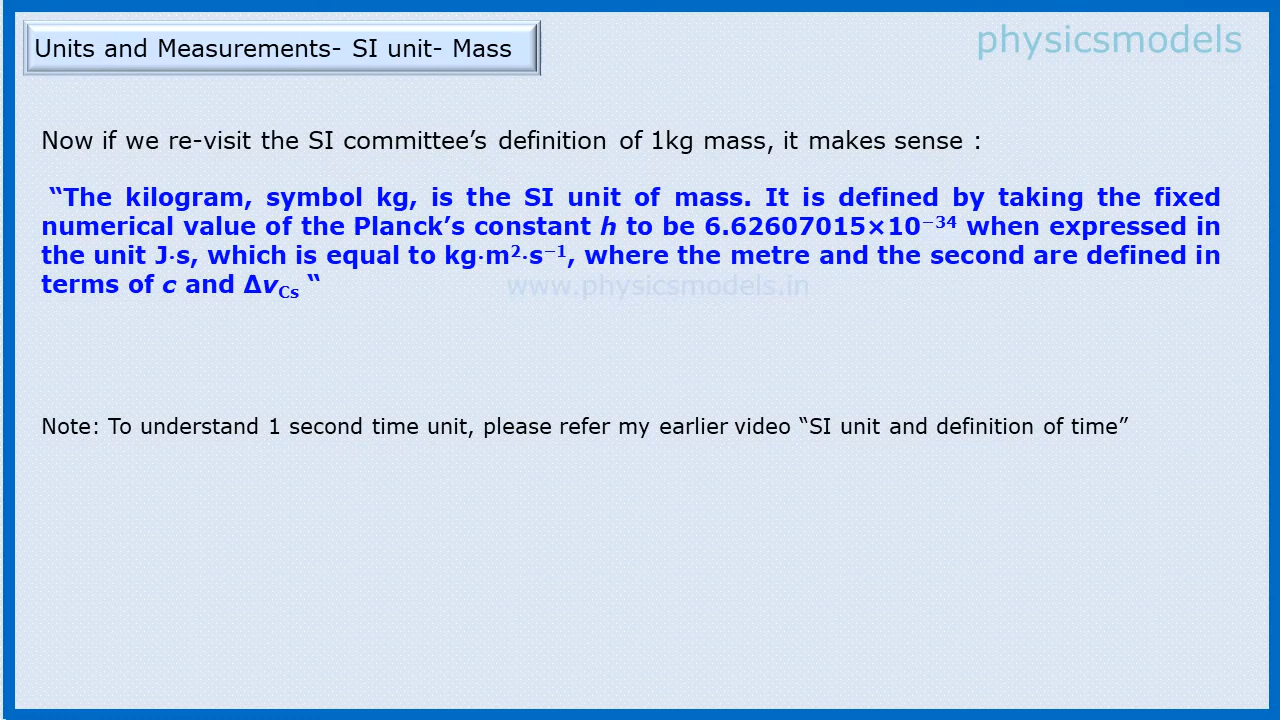 Units and Measurements- SI unit- Mass
physicsmodels
Now if we re-visit the SI committee’s definition of 1kg mass, it makes sense :
“The kilogram, symbol kg, is the SI unit of mass. It is defined by taking the fixed
numerical value of the Planck’s constant h to be 6.62607015×10⁻³⁴ when expressed in
the unit J·s, which is equal to kg·m²·s⁻¹, where the metre and the second are defined in
terms of c and Δv_Cs “
www.physicsmodels.in
Note: To understand 1 second time unit, please refer my earlier video “SI unit and definition of time”